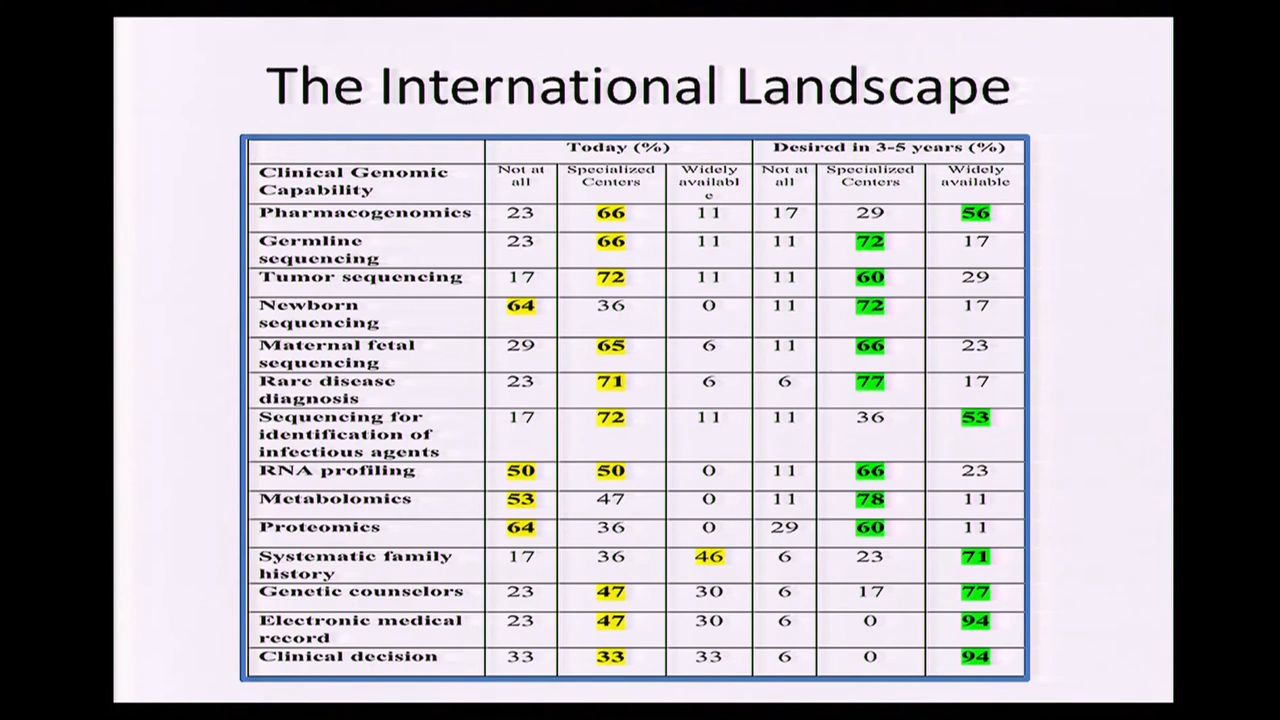 The International Landscape
Today (%) Desired in 3-5 years (%)
Clinical Genomic Capability Not at all Specialized Centers Widely availabl e Not at all Specialized Centers Widely available
Pharmacogenomics 23 66 11 17 29 56
Germline sequencing 23 66 11 11 72 17
Tumor sequencing 17 72 11 11 60 29
Newborn sequencing 64 36 0 11 72 17
Maternal fetal sequencing 29 65 6 11 66 23
Rare disease diagnosis 23 71 6 6 77 17
Sequencing for identification of infectious agents 17 72 11 11 36 53
RNA profiling 50 50 0 11 66 23
Metabolomics 53 47 0 11 78 11
Proteomics 64 36 0 29 60 11
Systematic family history 17 36 46 6 23 71
Genetic counselors 23 47 30 6 17 77
Electronic medical record 23 47 30 6 0 94
Clinical decision 33 33 33 6 0 94